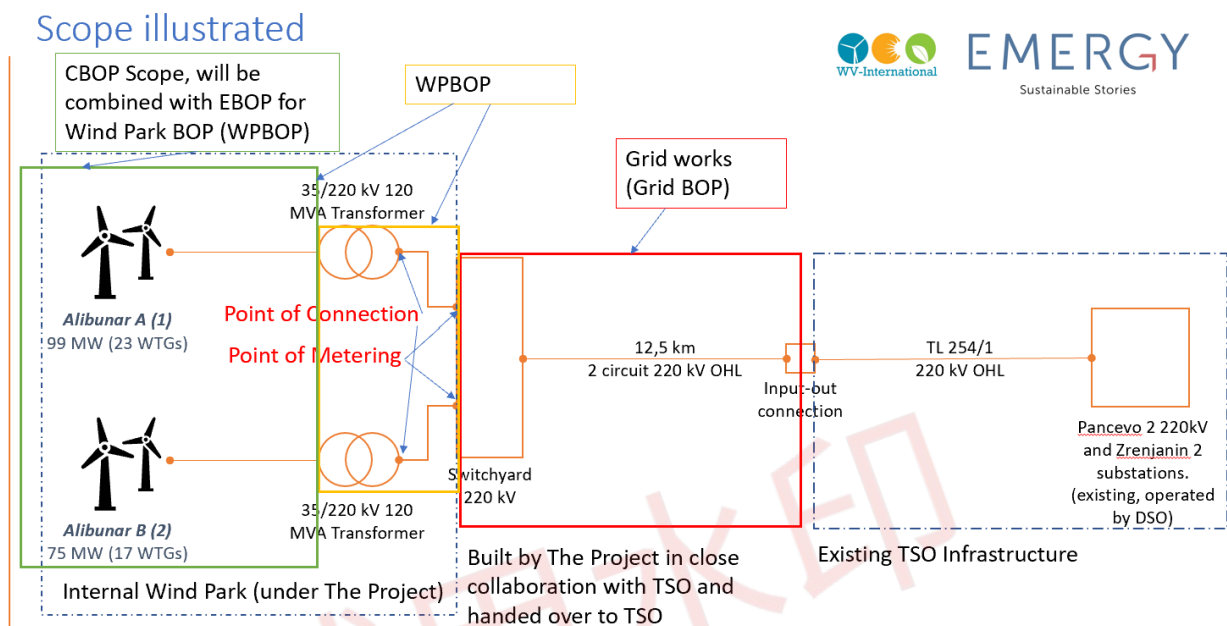 Scope illustrated
WV-International
EMERGY
Sustainable Stories
CBOP Scope, will be
combined with EBOP for
Wind Park BOP (WPBOP)
WPBOP
Grid works
(Grid BOP)
35/220 kV 120
MVA Transformer
Alibunar A (1)
99 MW (23 WTGs)
Point of Connection
Point of Metering
12,5 km
2 circuit 220 kV OHL
Input-out
connection
TL 254/1
220 kV OHL
Pancevo 2 220kV
and Zrenjanin 2
substations.
(existing, operated
by DSO)
Switchyard
220 kV
Alibunar B (2)
75 MW (17 WTGs)
35/220 kV 120
MVA Transformer
Internal Wind Park (under The Project)
Built by The Project in close
collaboration with TSO and
handed over to TSO
Existing TSO Infrastructure
水印